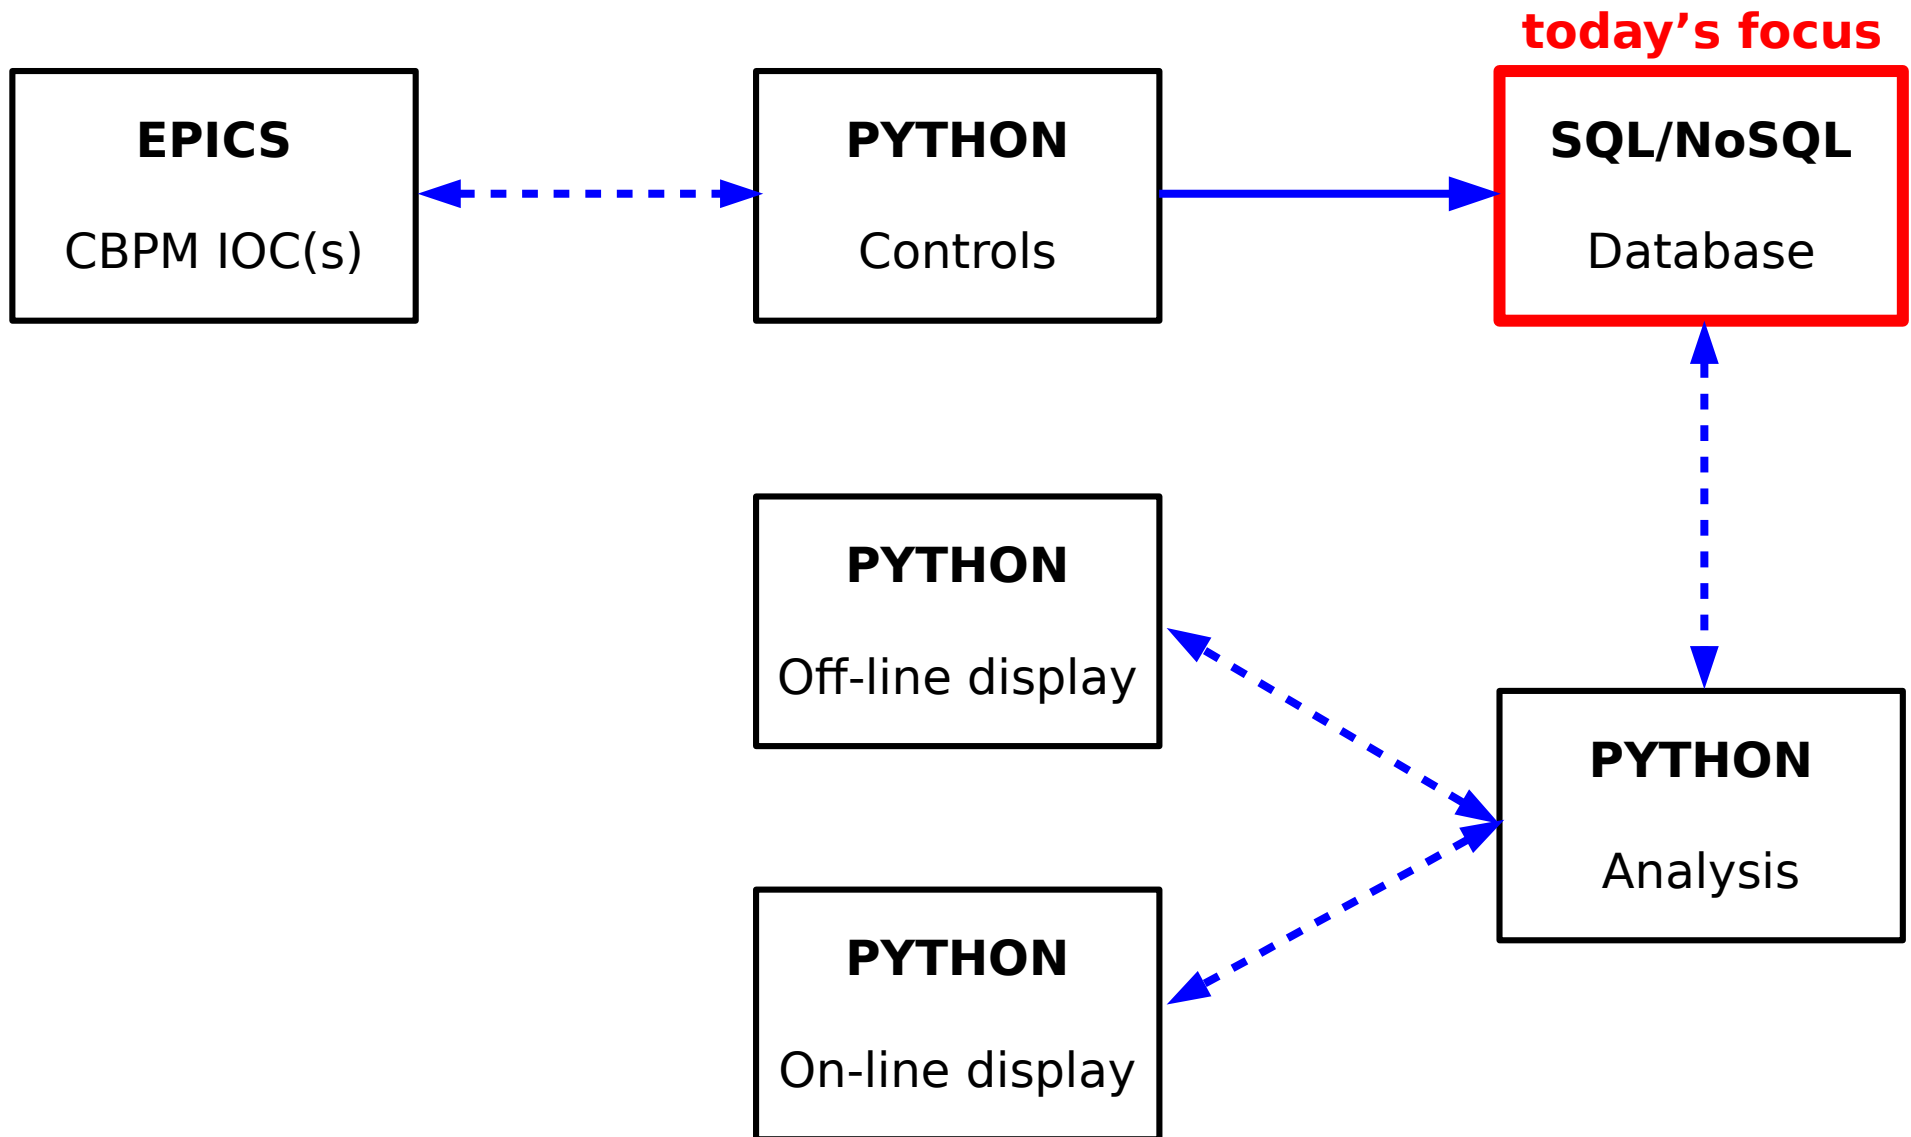 today’s focus
EPICS
CBPM IOC(s)
PYTHON
Controls
SQL/NoSQL
Database
PYTHON
Off-line display
PYTHON
Analysis
PYTHON
On-line display